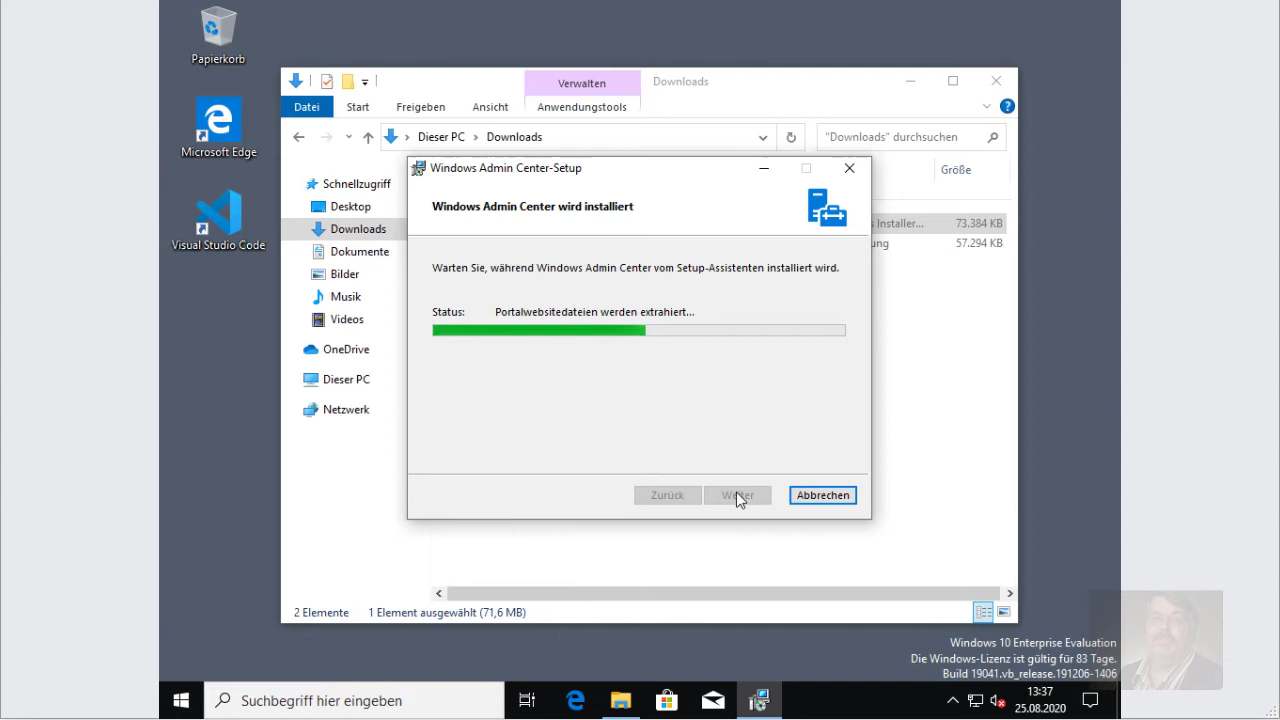 Papierkorb
Microsoft Edge
Visual Studio Code
Verwalten
Downloads
Datei
Start
Freigeben
Ansicht
Anwendungstools
Dieser PC
Downloads
"Downloads" durchsuchen
Größe
Schnellzugriff
Desktop
Downloads
Dokumente
Bilder
Musik
Videos
OneDrive
Dieser PC
Netzwerk
s Installer...
73.384 KB
ung
57.294 KB
Windows Admin Center-Setup
Windows Admin Center wird installiert
Warten Sie, während Windows Admin Center vom Setup-Assistenten installiert wird.
Status:
Portalwebsitedateien werden extrahiert...
Zurück
Weiter
Abbrechen
2 Elemente
1 Element ausgewählt (71,6 MB)
Windows 10 Enterprise Evaluation
Die Windows-Lizenz ist gültig für 83 Tage.
Build 19041.vb_release.191206-1406
Suchbegriff hier eingeben
13:37
25.08.2020